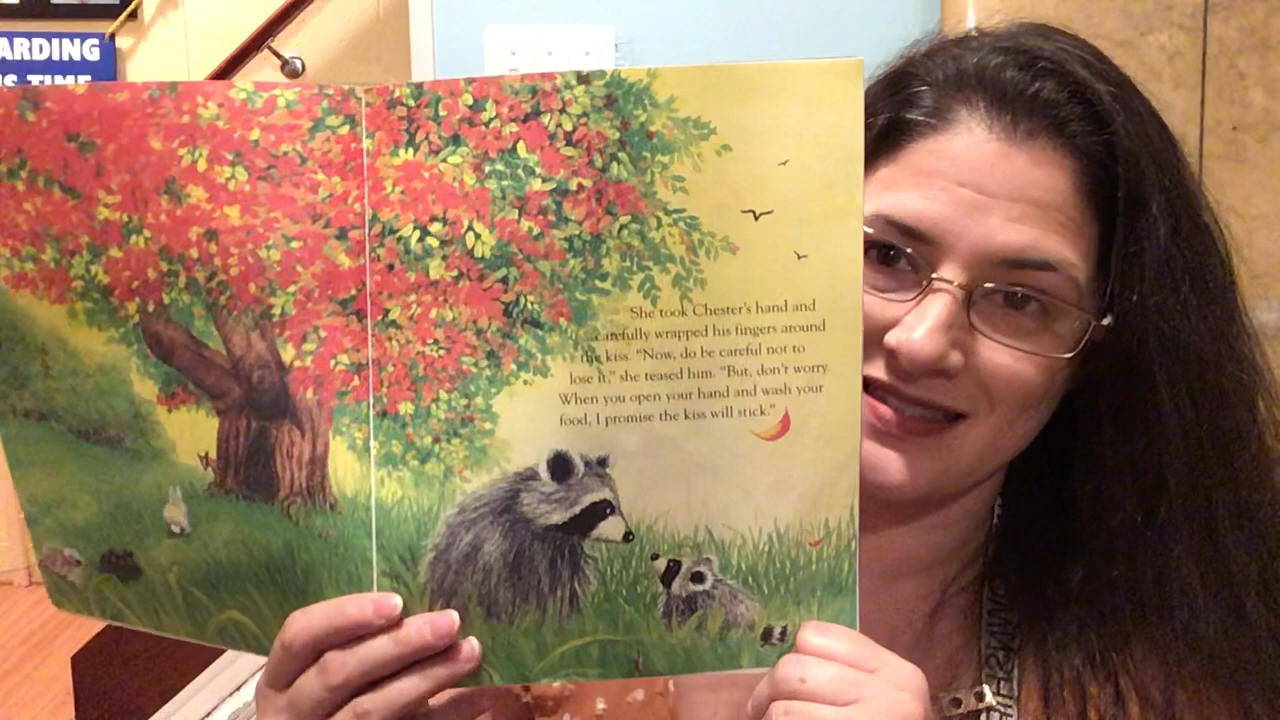 ARDING
IS TIME
She took Chester's hand and
carefully wrapped his fingers around
the kiss. "Now, do be careful not to
lose it," she teased him. "But, don't worry.
When you open your hand and wash your
food, I promise the kiss will stick."